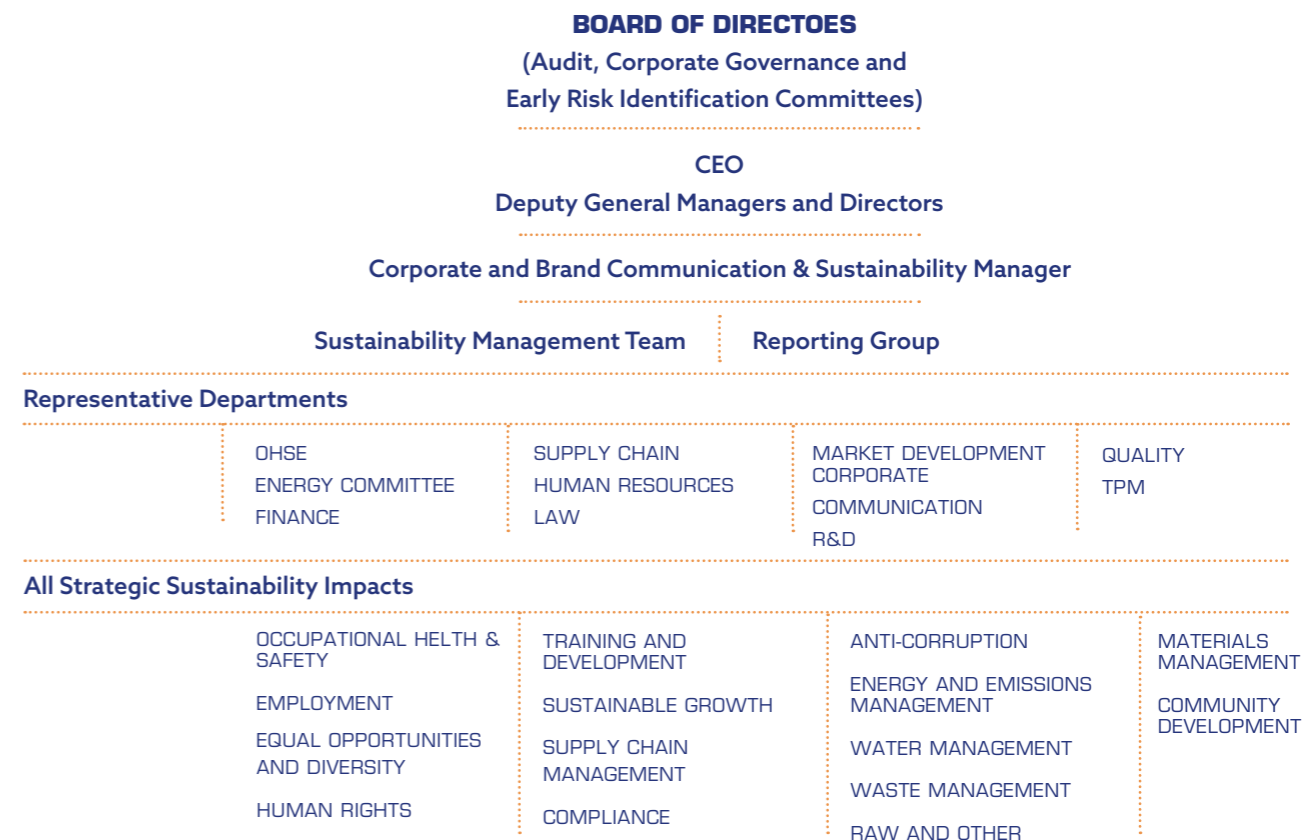 BOARD OF DIRECTOES
(Audit, Corporate Governance and
Early Risk Identification Committees)
CEO
Deputy General Managers and Directors
Corporate and Brand Communication & Sustainability Manager
Sustainability Management Team
Reporting Group
Representative Departments
OHSE
ENERGY COMMITTEE
FINANCE
SUPPLY CHAIN
HUMAN RESOURCES
LAW
MARKET DEVELOPMENT
CORPORATE
COMMUNICATION
R&D
QUALITY
TPM
All Strategic Sustainability Impacts
OCCUPATIONAL HELTH &
SAFETY
EMPLOYMENT
EQUAL OPPORTUNITIES
AND DIVERSITY
HUMAN RIGHTS
TRAINING AND
DEVELOPMENT
SUSTAINABLE GROWTH
SUPPLY CHAIN
MANAGEMENT
COMPLIANCE
ANTI-CORRUPTION
ENERGY AND EMISSIONS
MANAGEMENT
WATER MANAGEMENT
WASTE MANAGEMENT
RAW AND OTHER
MATERIALS
MANAGEMENT
COMMUNITY
DEVELOPMENT